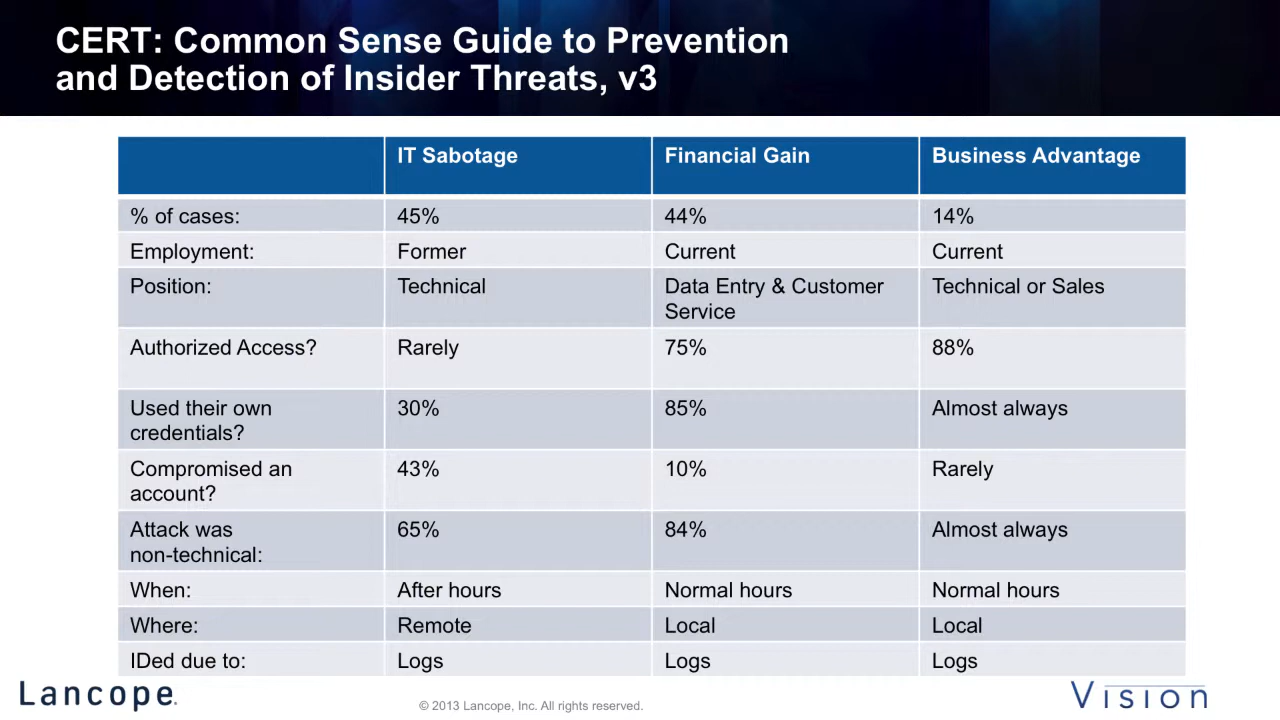 CERT: Common Sense Guide to Prevention
and Detection of Insider Threats, v3
IT Sabotage Financial Gain Business Advantage
% of cases: 45% 44% 14%
Employment: Former Current Current
Position: Technical Data Entry & Customer Technical or Sales
Service
Authorized Access? Rarely 75% 88%
Used their own 30% 85% Almost always
credentials?
Compromised an 43% 10% Rarely
account?
Attack was 65% 84% Almost always
non-technical:
When: After hours Normal hours Normal hours
Where: Remote Local Local
IDed due to: Logs Logs Logs
Lancope. © 2013 Lancope, Inc. All rights reserved. Vision